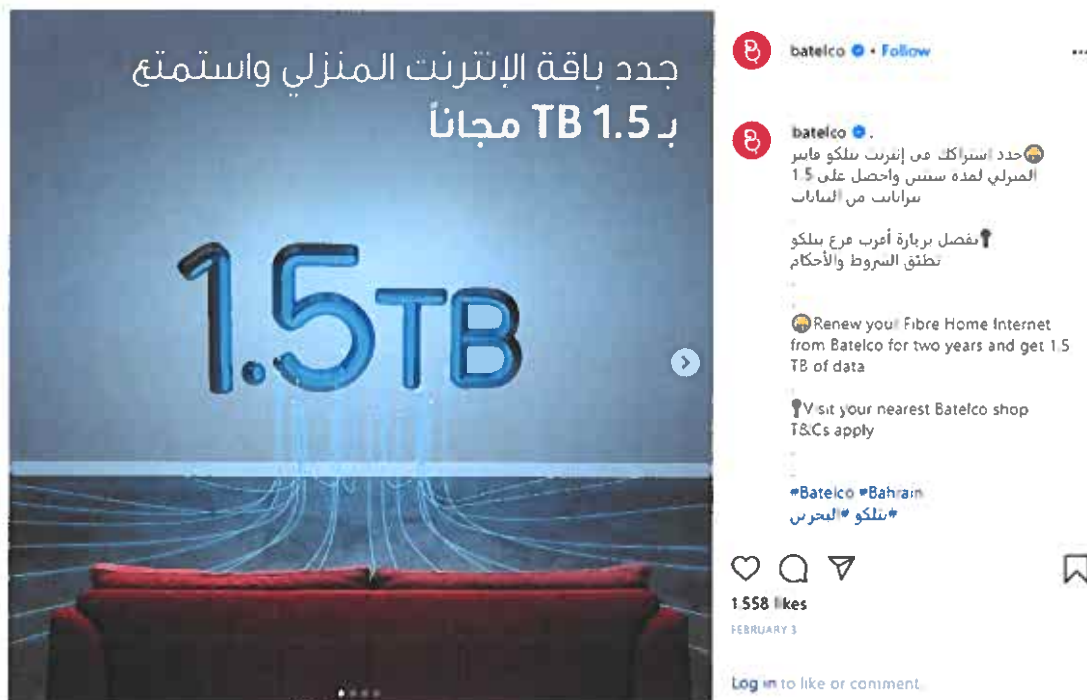 جدد باقة الإنترنت المنزلي واستمتع
بـ 1.5 TB مجاناً
1.5TB
batelco • Follow
batelco .
جدد اشتراكك في إنترنت بتلكو فايبر
المنزلي لمدة سنتين واحصل على 1.5
تيرابايت من البيانات
تفضل بزيارة أقرب فرع بتلكو
تطبّق الشروط والأحكام
.
.
Renew your Fibre Home Internet
from Batelco for two years and get 1.5
TB of data
Visit your nearest Batelco shop
T&Cs apply
.
.
#Batelco #Bahrain
#بتلكو #البحرين
1,558 likes
FEBRUARY 3
Log in to like or comment.